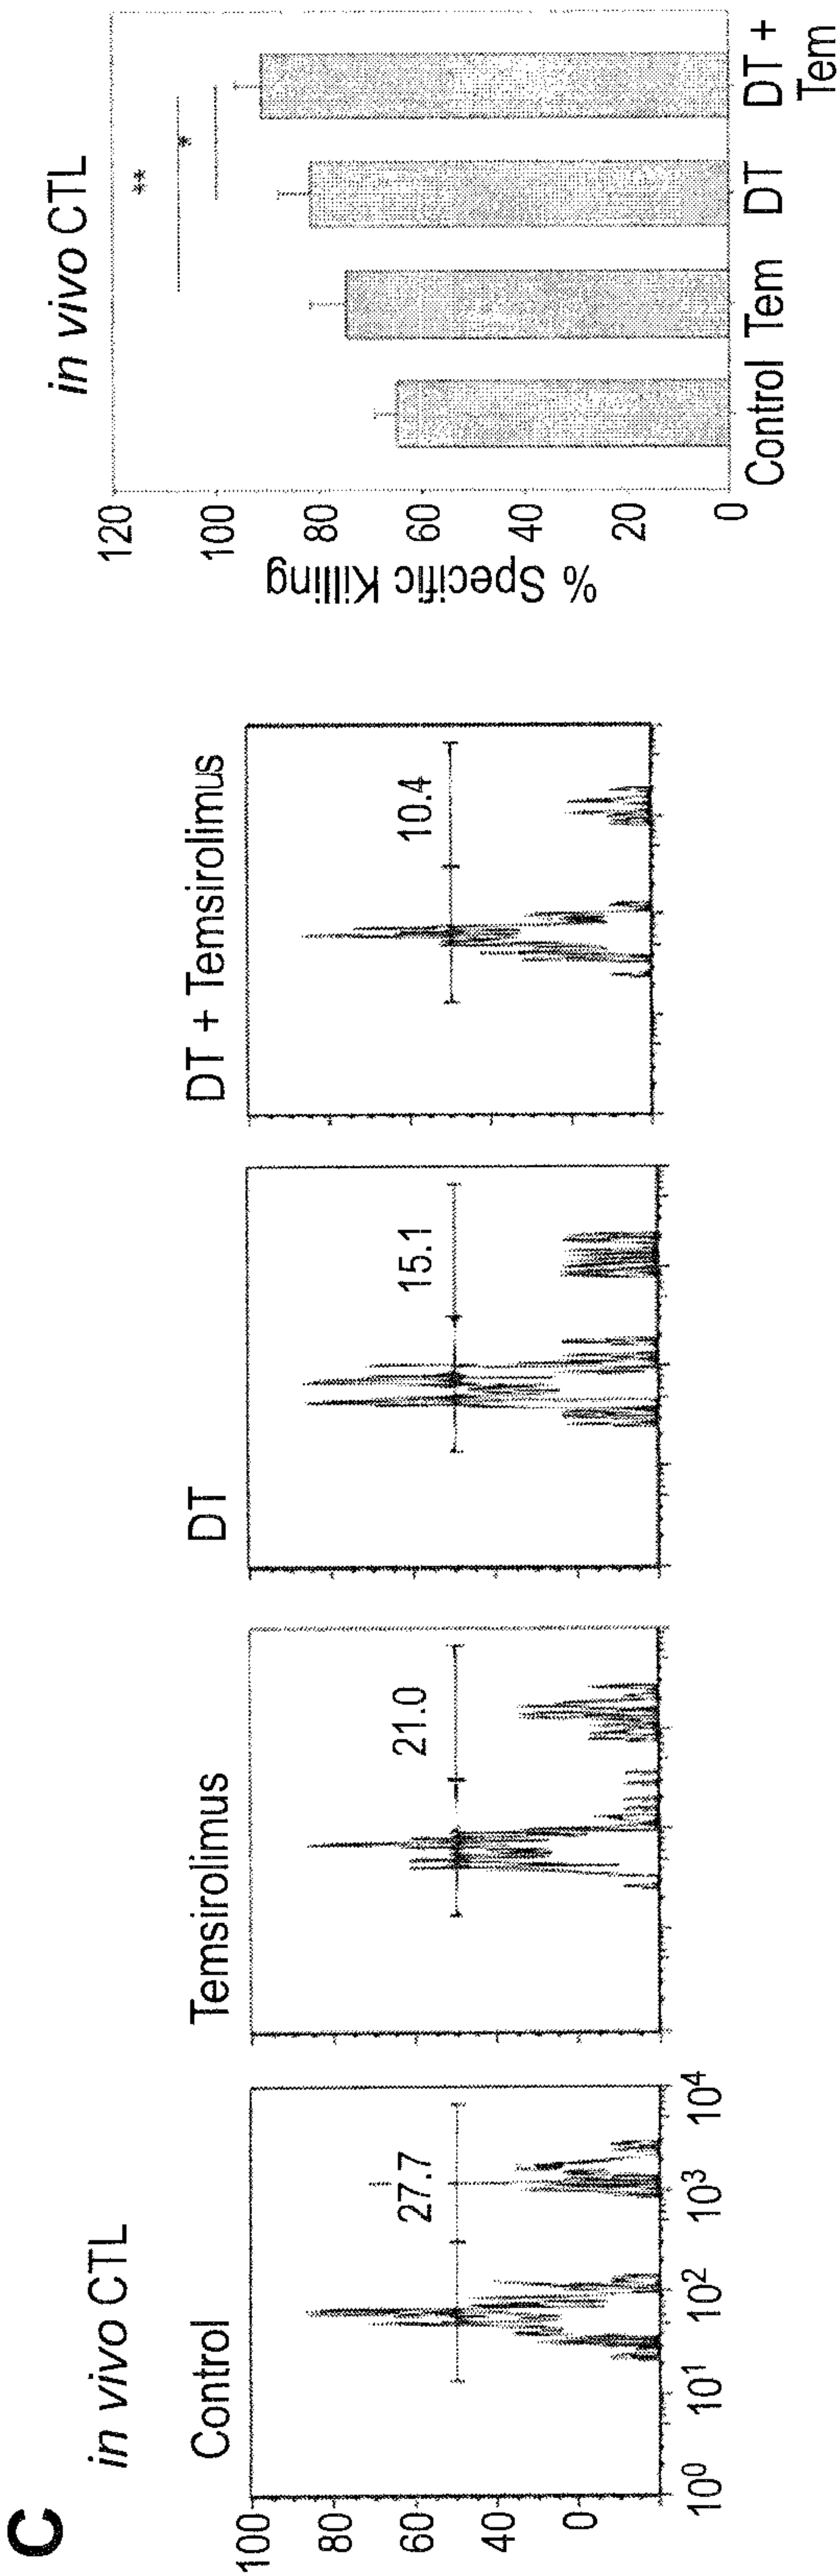 C
in vivo CTL
Control
Temsirolimus
DT
DT + Temsirolimus
27.7
21.0
15.1
10.4
100
80
60
40
0
10⁰ 10¹ 10² 10³ 10⁴
in vivo CTL
**
*
% Specific Killing
120
100
80
60
40
20
0
Control Tem DT DT +
Tem